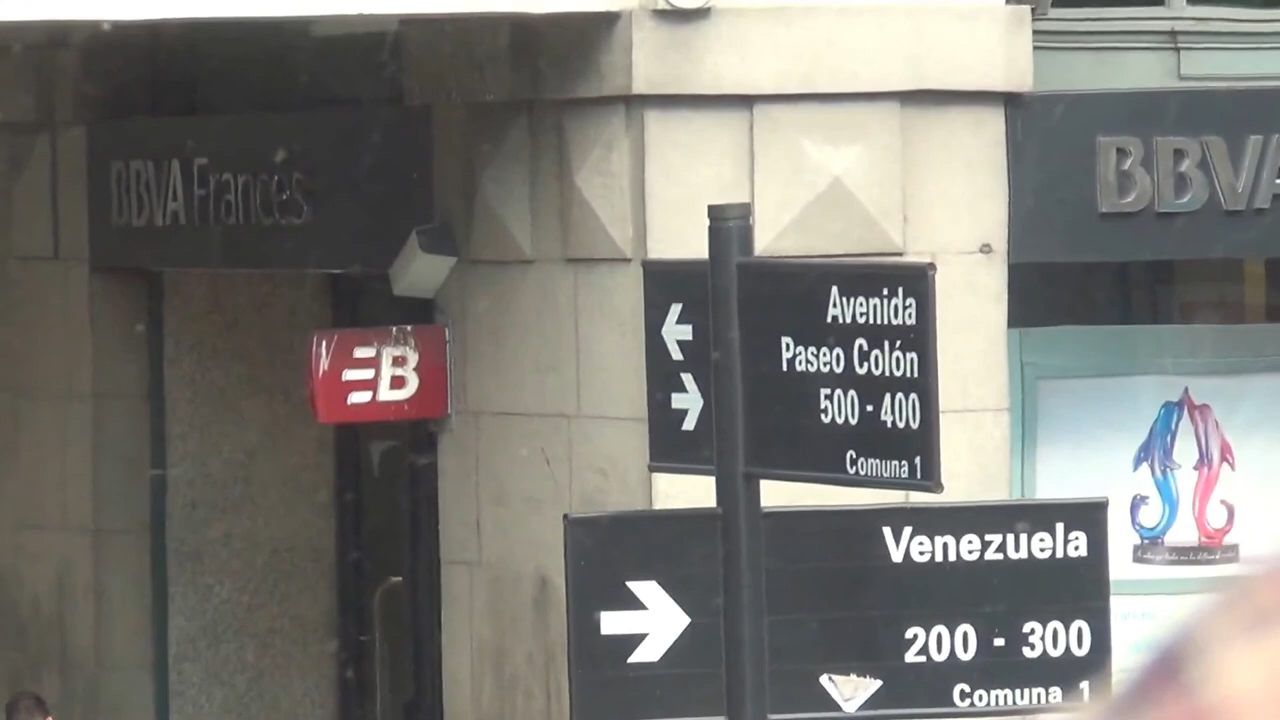 BBVA Francés
B
BBVA
Avenida
Paseo Colón
500 - 400
Comuna 1
Venezuela
200 - 300
Comuna 1